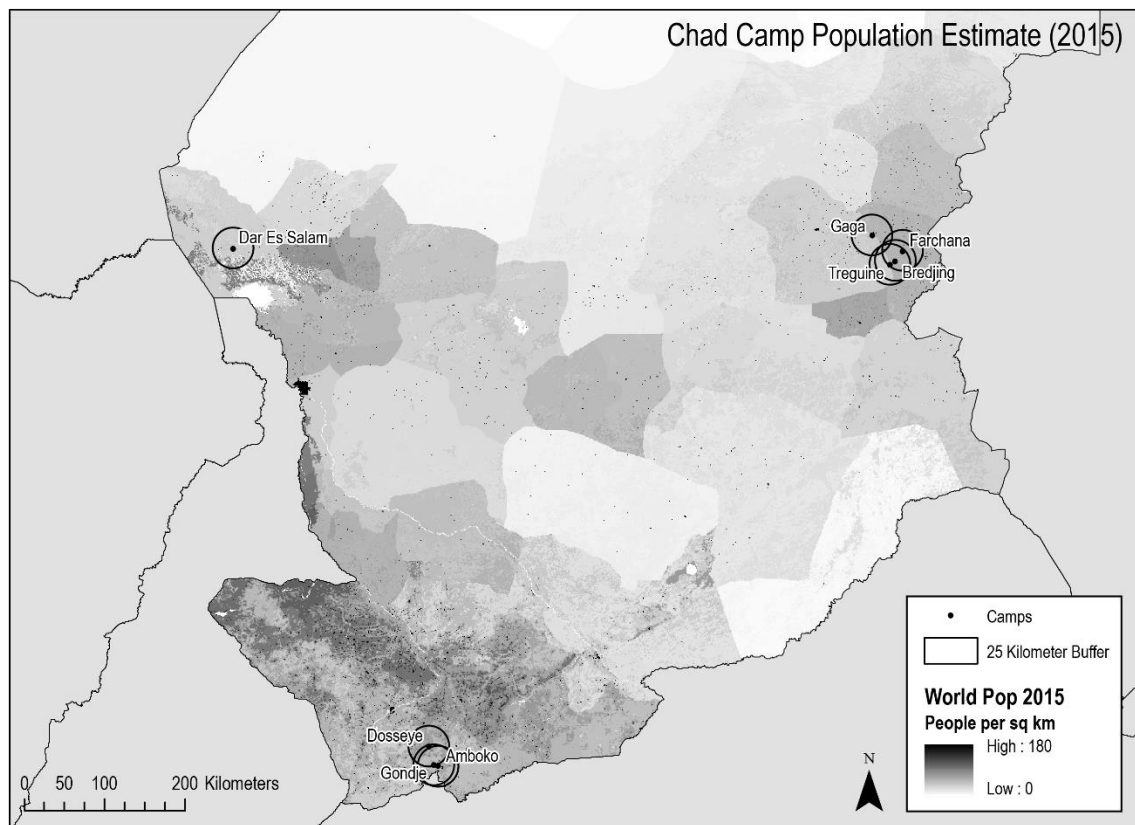 Chad Camp Population Estimate (2015)
Dar Es Salam
Gaga
Farchana
Treguine
Bredjing
Dosseye
Amboko
Gondje
Camps
25 Kilometer Buffer
World Pop 2015
People per sq km
High : 180
Low : 0
N
0 50 100 200 Kilometers